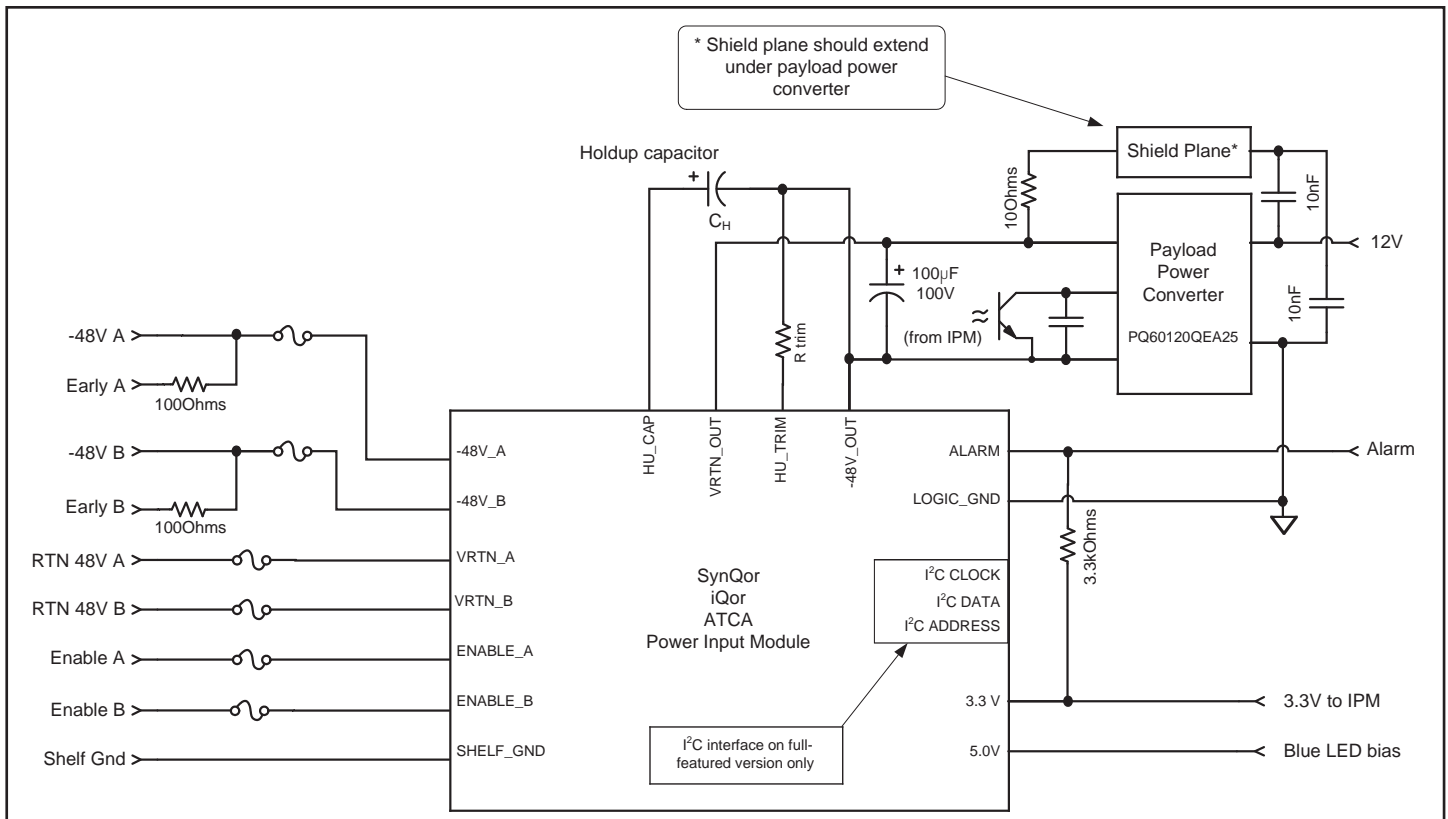 * Shield plane should extend
under payload power
converter
Holdup capacitor
+
C_H
Shield Plane*
10Ohms
10nF
12V
Payload
Power
Converter
PQ60120QEA25
+ 100µF
100V
≈
(from IPM)
10nF
R trim
-48V A
Early A
100Ohms
-48V B
Early B
100Ohms
RTN 48V A
RTN 48V B
Enable A
Enable B
Shelf Gnd
HU_CAP
VRTN_OUT
HU_TRIM
-48V_OUT
-48V_A
-48V_B
VRTN_A
VRTN_B
ENABLE_A
ENABLE_B
SHELF_GND
SynQor
iQor
ATCA
Power Input Module
ALARM
LOGIC_GND
I²C CLOCK
I²C DATA
I²C ADDRESS
3.3 V
5.0V
I²C interface on full-
featured version only
3.3kOhms
Alarm
3.3V to IPM
Blue LED bias